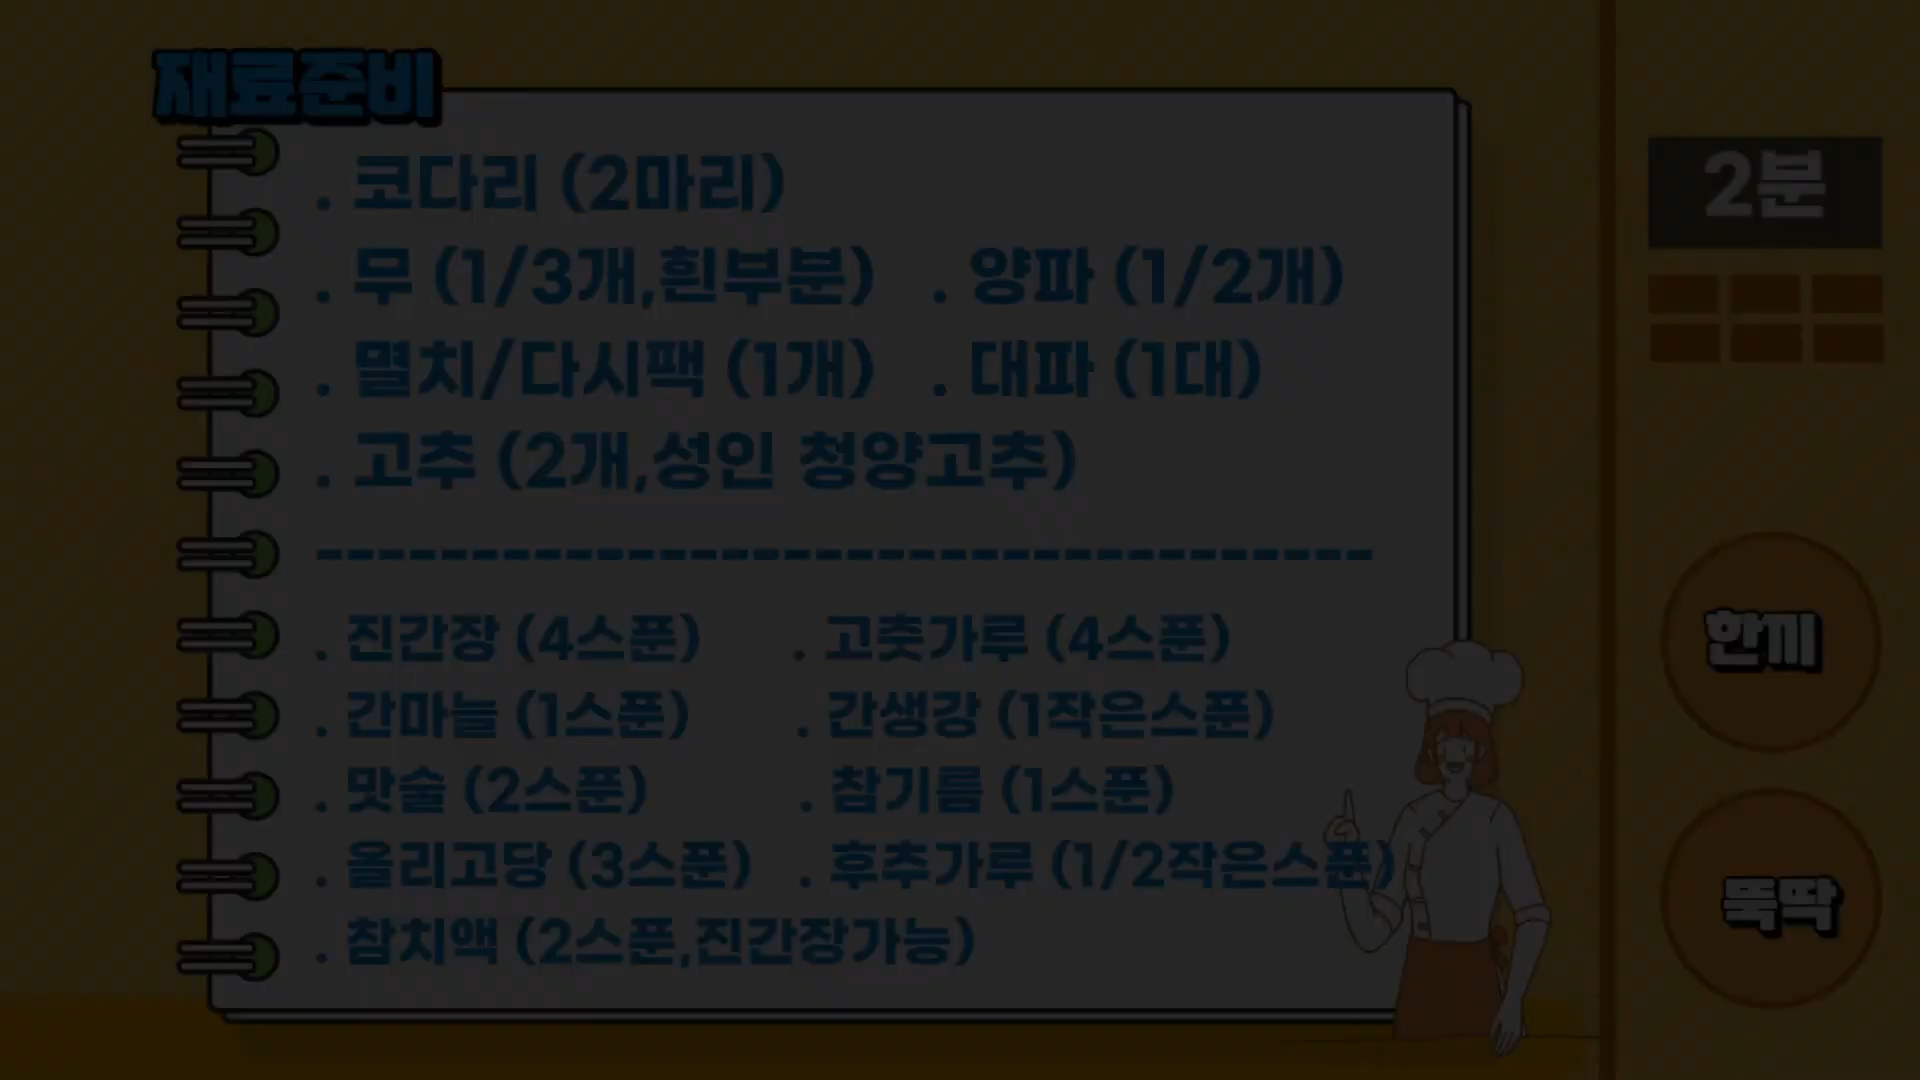 재료준비
. 코다리 (2마리)
. 무 (1/3개,흰부분) . 양파 (1/2개)
. 멸치/다시팩 (1개) . 대파 (1대)
. 고추 (2개,성인 청양고추)
----------------------------------
. 진간장 (4스푼) . 고춧가루 (4스푼)
. 간마늘 (1스푼) . 간생강 (1작은스푼)
. 맛술 (2스푼) . 참기름 (1스푼)
. 올리고당 (3스푼) . 후추가루 (1/2작은스푼)
. 참치액 (2스푼,진간장가능)
2분
한끼
뚝딱